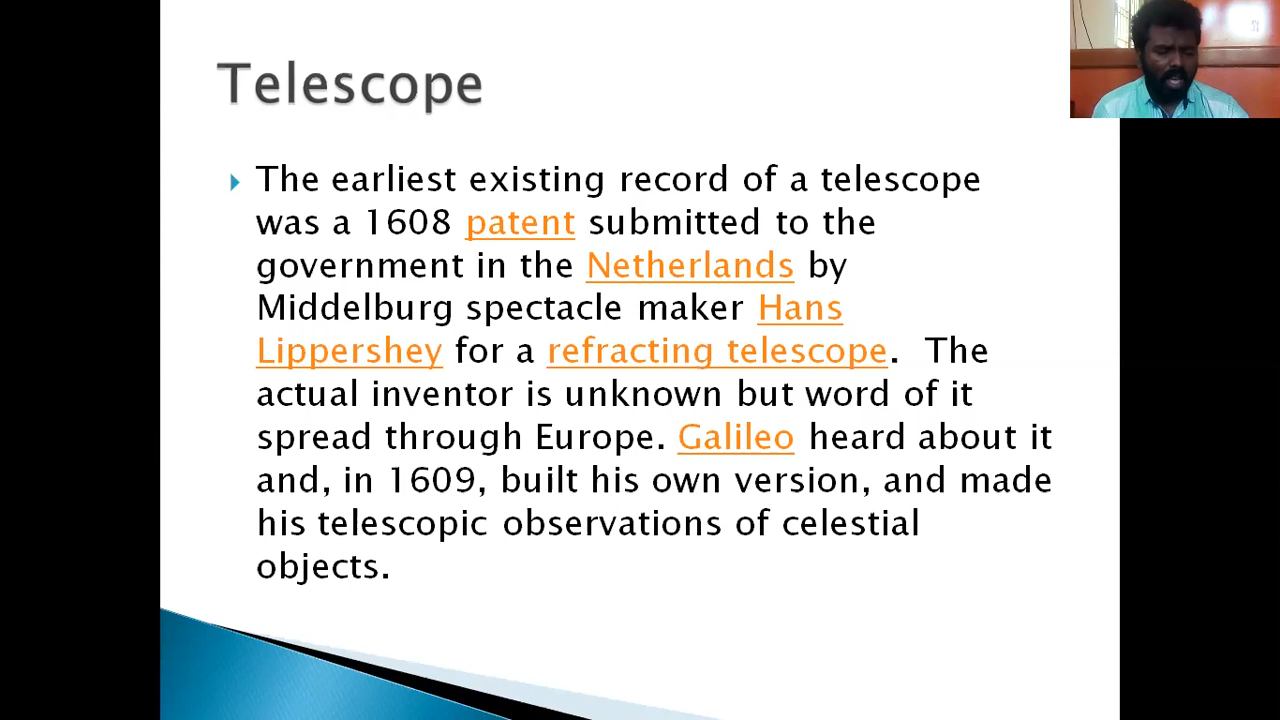 Telescope
The earliest existing record of a telescope
was a 1608 patent submitted to the
government in the Netherlands by
Middelburg spectacle maker Hans
Lippershey for a refracting telescope.  The
actual inventor is unknown but word of it
spread through Europe. Galileo heard about it
and, in 1609, built his own version, and made
his telescopic observations of celestial
objects.